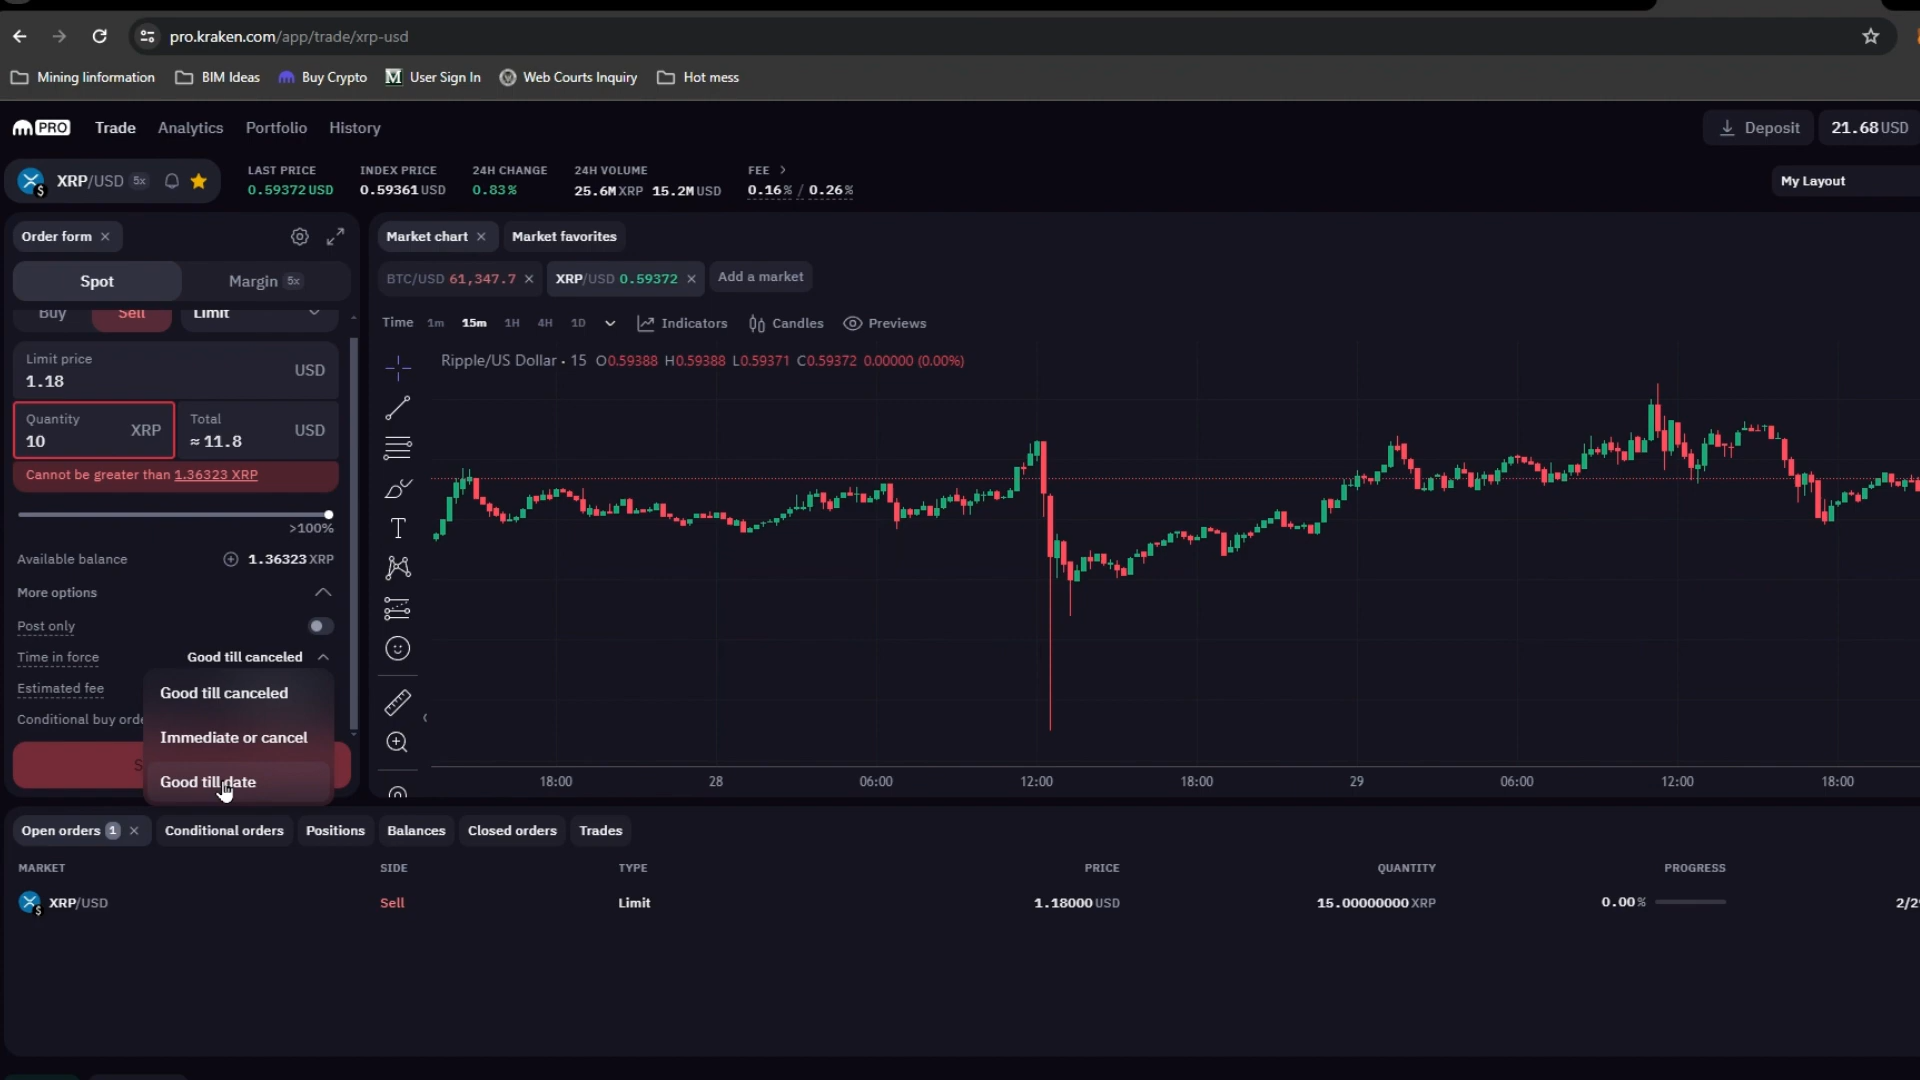 pro.kraken.com/app/trade/xrp-usd
Mining Iinformation BIM Ideas Buy Crypto M User Sign In Web Courts Inquiry Hot mess
PRO Trade Analytics Portfolio History Deposit 21.68 USD
XRP/USD 5x
LAST PRICE INDEX PRICE 24H CHANGE 24H VOLUME FEE >
0.59372 USD 0.59361 USD 0.83% 25.6M XRP 15.2M USD 0.16% / 0.26%
My Layout
Order form ×
Spot Margin 5x
Buy Sell Limit
Limit price
1.18 USD
Quantity
10 XRP
Total
≈ 11.8 USD
Cannot be greater than 1.36323 XRP
>100%
Available balance 1.36323 XRP
More options
Post only
Time in force Good till canceled
Estimated fee
Good till canceled
Conditional buy orde
Immediate or cancel
Good till date
Market chart × Market favorites
BTC/USD 61,347.7 × XRP/USD 0.59372 × Add a market
Time 1m 15m 1H 4H 1D Indicators Candles Previews
Ripple/US Dollar · 15 O0.59388 H0.59388 L0.59371 C0.59372 0.00000 (0.00%)
18:00 28 06:00 12:00 18:00 29 06:00 12:00 18:00
Open orders 1 × Conditional orders Positions Balances Closed orders Trades
MARKET SIDE TYPE PRICE QUANTITY PROGRESS
XRP/USD Sell Limit 1.18000 USD 15.00000000 XRP 0.00%